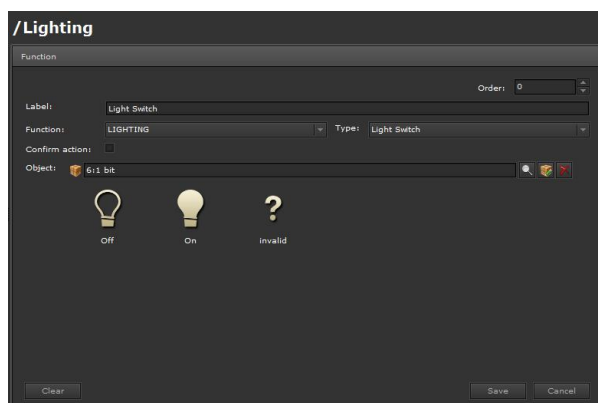 /Lighting
Function
Order: 0
Label: Light Switch
Function: LIGHTING Type: Light Switch
Confirm action:
Object: 6:1 bit
?
Off On invalid
Clear Save Cancel